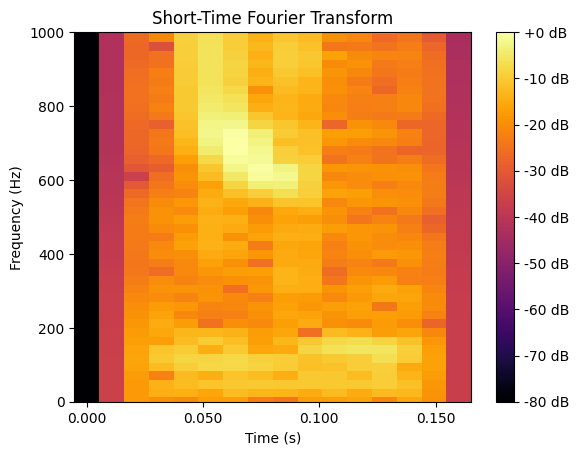 Short-Time Fourier Transform
Frequency (Hz)
1000
800
600
400
200
0
0.000
0.050
0.100
0.150
Time (s)
+0 dB
-10 dB
-20 dB
-30 dB
-40 dB
-50 dB
-60 dB
-70 dB
-80 dB